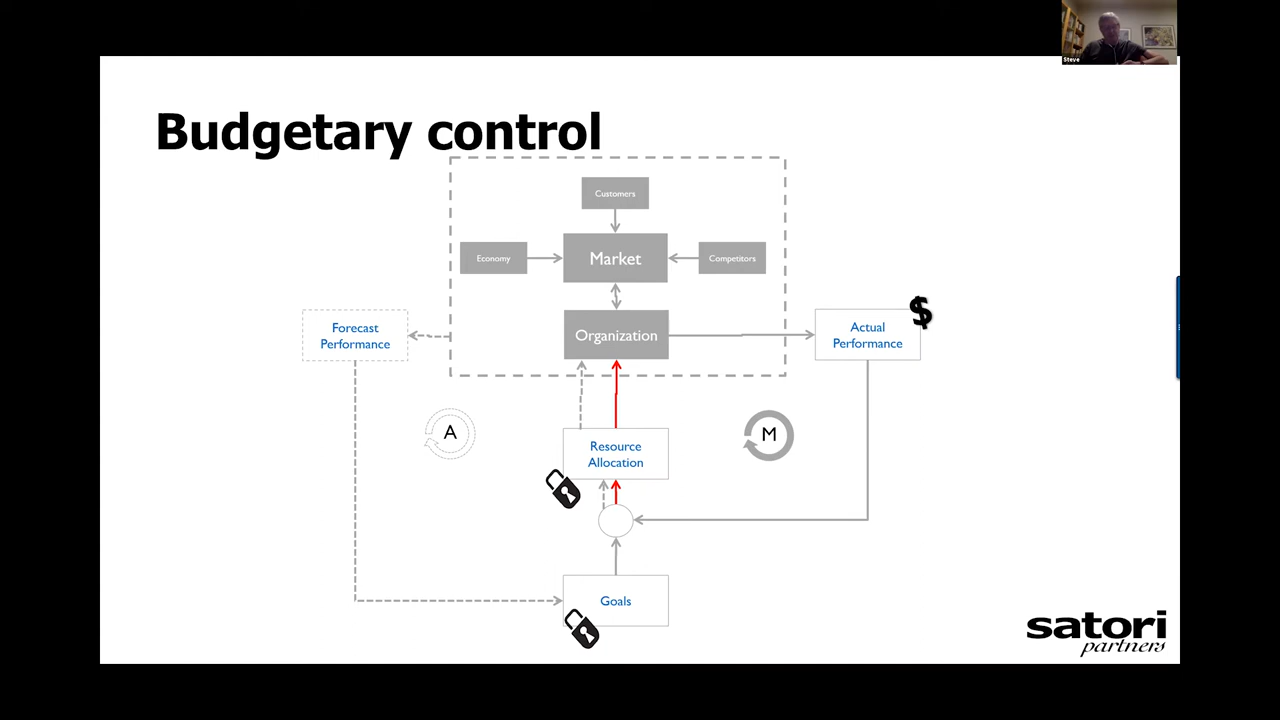 Steve
Budgetary control
Customers
Economy
Market
Competitors
Forecast
Performance
Organization
Actual
Performance
$
A
Resource
Allocation
M
Goals
satori
partners